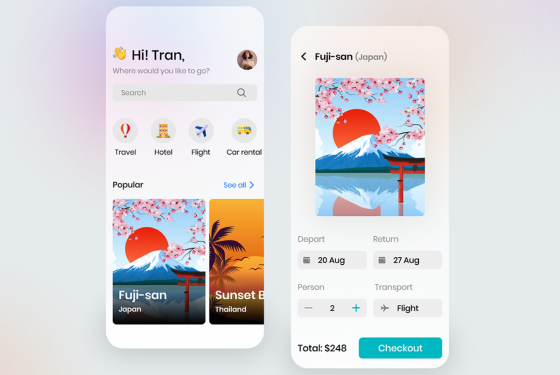 Hi! Tran,
Where would you like to go?
Search
Travel
Hotel
Flight
Car rental
Popular
See all
Fuji-san
Japan
Sunset B
Thailand
Fuji-san (Japan)
Depart
Return
20 Aug
27 Aug
Person
Transport
2
Flight
Total: $248
Checkout